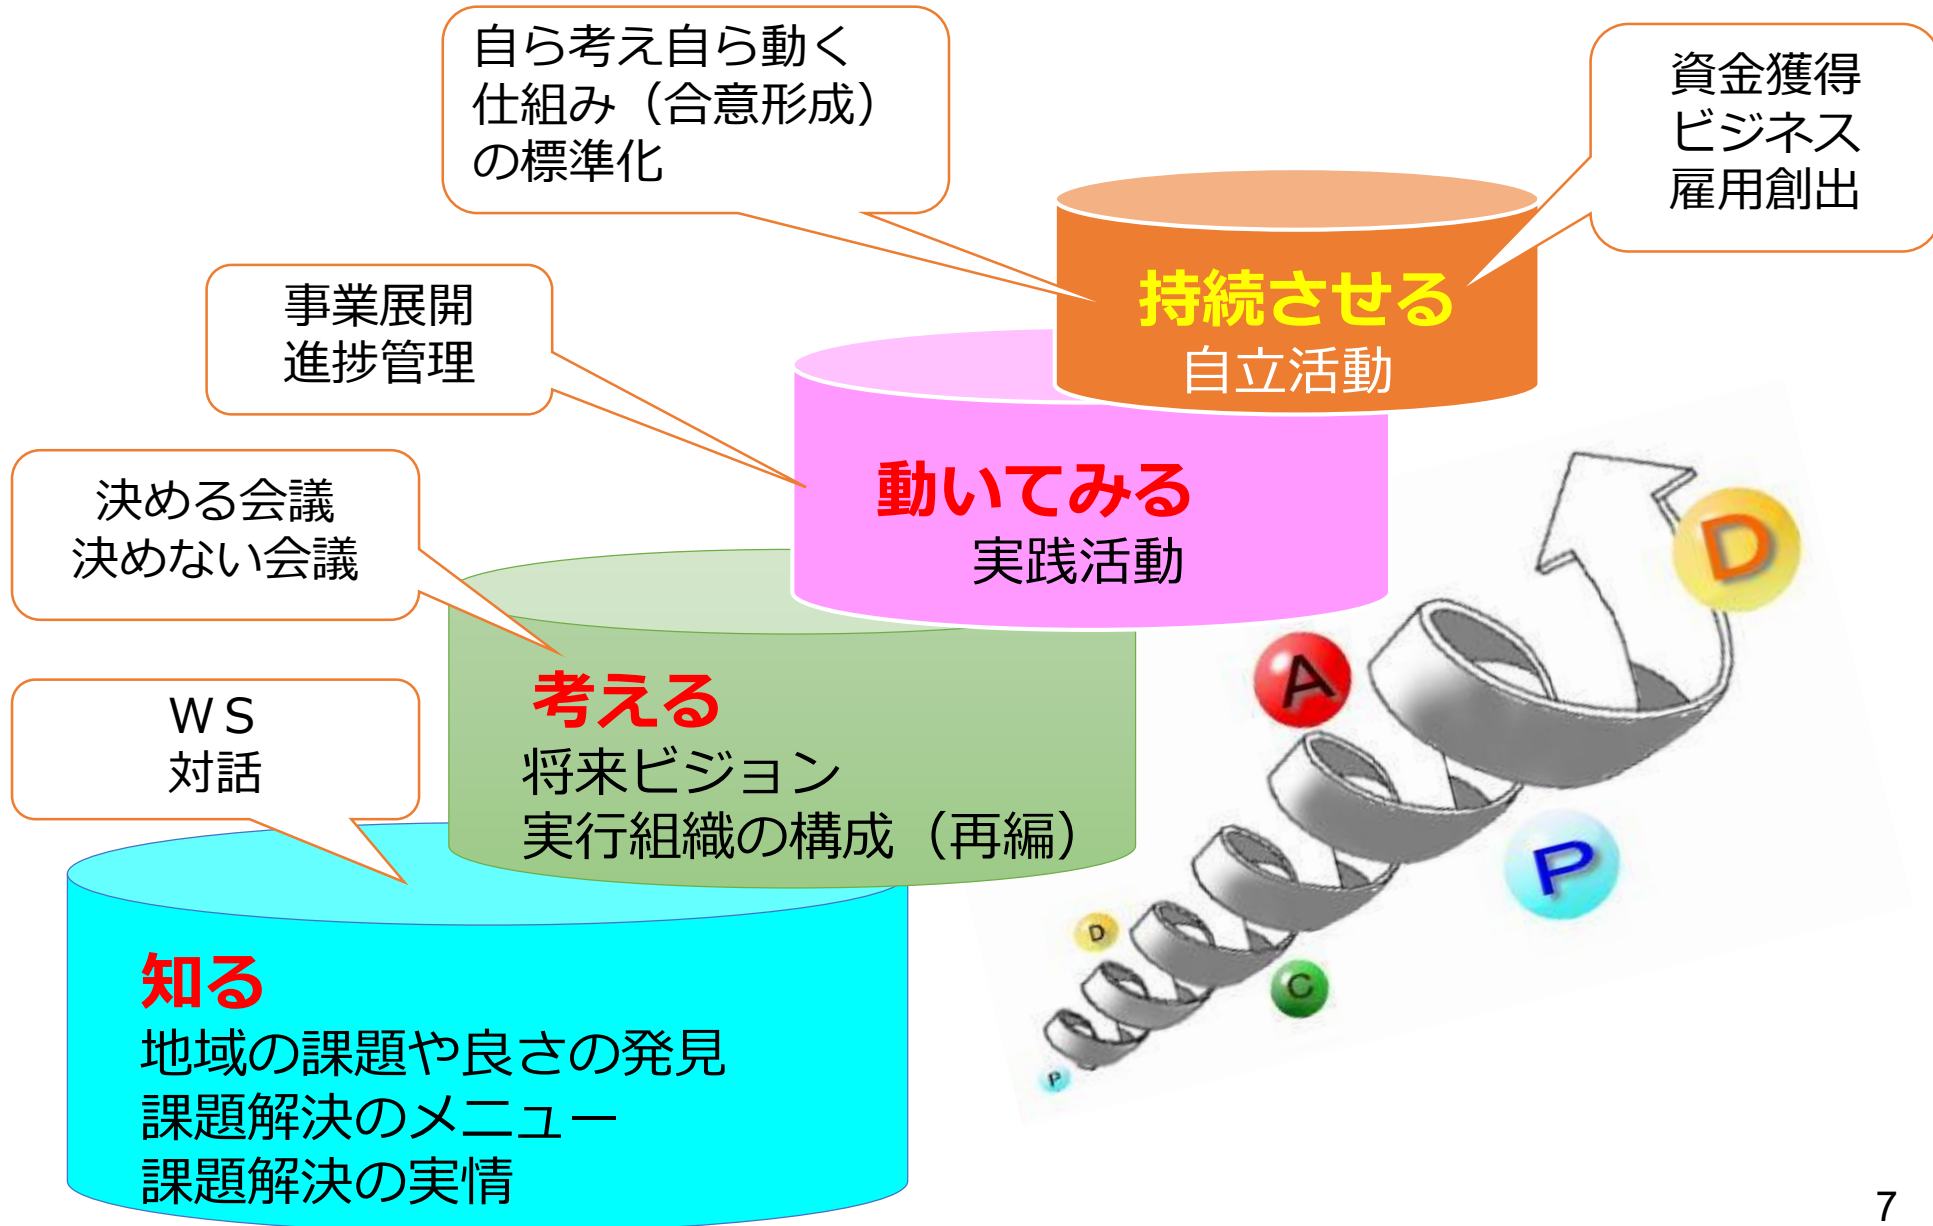 自ら考え自ら動く
仕組み（合意形成）
の標準化
資金獲得
ビジネス
雇用創出
持続させる
自立活動
事業展開
進捗管理
動いてみる
実践活動
決める会議
決めない会議
考える
将来ビジョン
実行組織の構成（再編）
ＷＳ
対話
知る
地域の課題や良さの発見
課題解決のメニュー
課題解決の実情
D
A
P
D
C
P
7